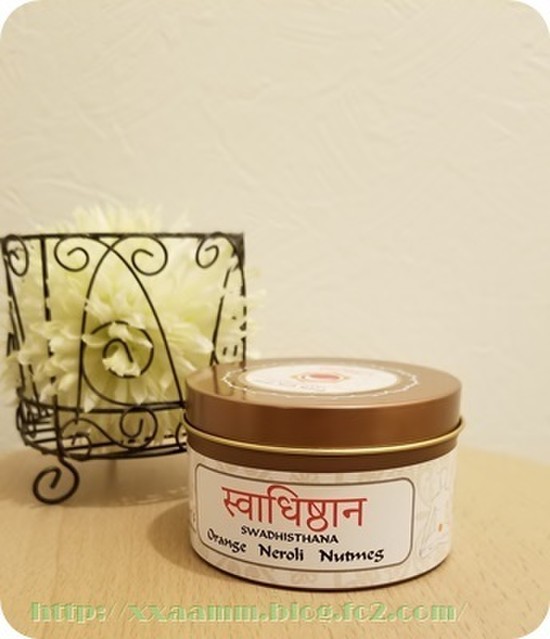 स्वाधिष्ठान
SWADHISTHANA
Orange Neroli Nutmeg
http://xxaamm.blog.fc2.com/